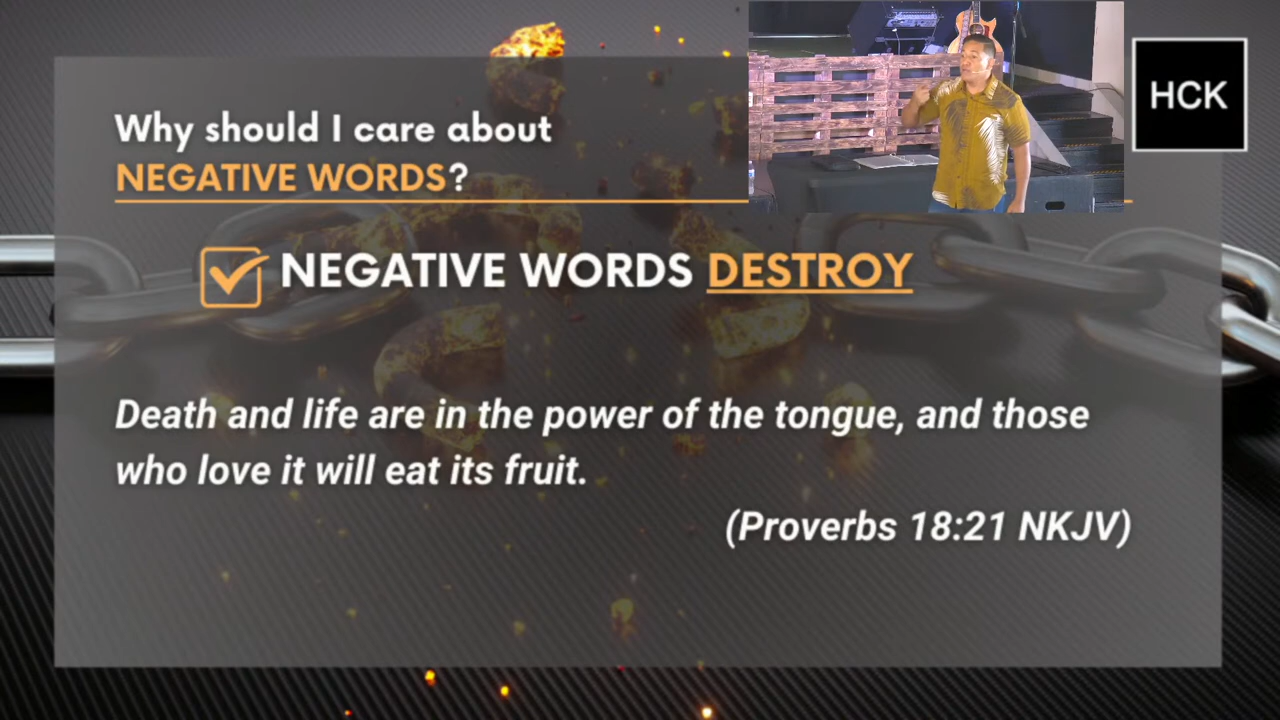 Why should I care about
NEGATIVE WORDS?
HCK
NEGATIVE WORDS DESTROY
Death and life are in the power of the tongue, and those
who love it will eat its fruit.
(Proverbs 18:21 NKJV)